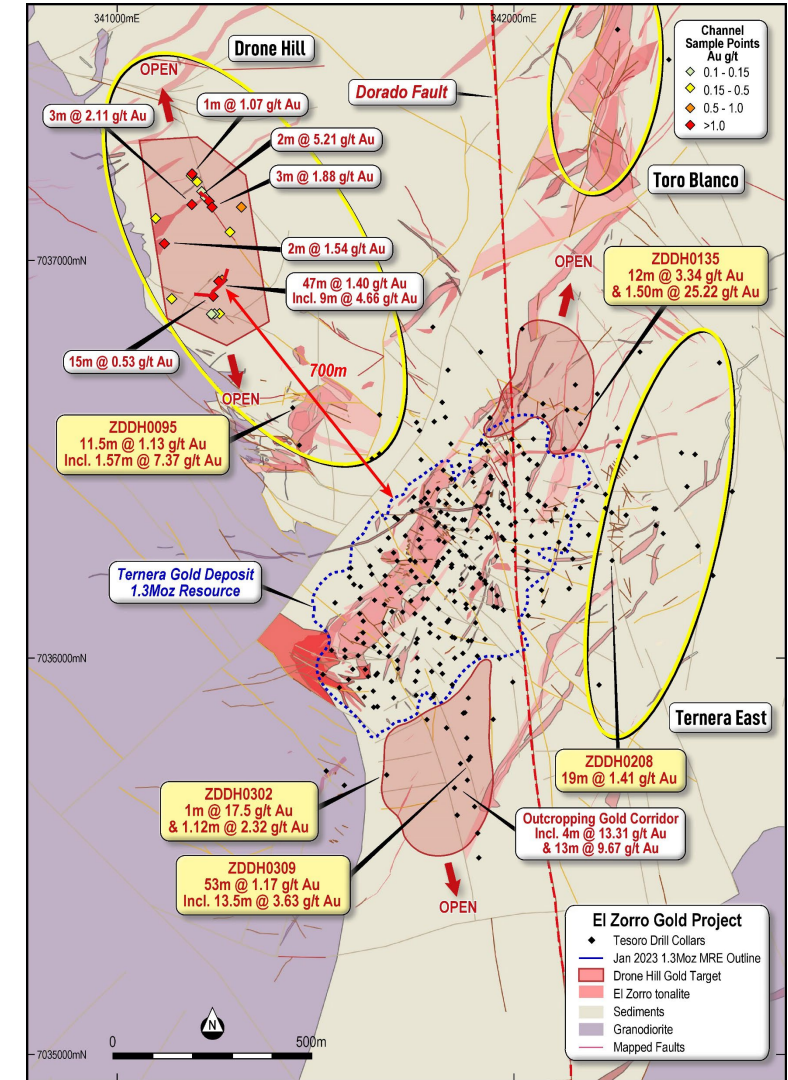 341000mE
342000mE
Drone Hill
OPEN
Dorado Fault
Channel
Sample Points
Au g/t
0.1 - 0.15
0.15 - 0.5
0.5 - 1.0
>1.0
3m @ 2.11 g/t Au
1m @ 1.07 g/t Au
2m @ 5.21 g/t Au
3m @ 1.88 g/t Au
Toro Blanco
2m @ 1.54 g/t Au
7037000mN
OPEN
ZDDH0135
12m @ 3.34 g/t Au
& 1.50m @ 25.22 g/t Au
47m @ 1.40 g/t Au
Incl. 9m @ 4.66 g/t Au
15m @ 0.53 g/t Au
700m
OPEN
ZDDH0095
11.5m @ 1.13 g/t Au
Incl. 1.57m @ 7.37 g/t Au
Ternera Gold Deposit
1.3Moz Resource
7036000mN
Ternera East
ZDDH0208
19m @ 1.41 g/t Au
ZDDH0302
1m @ 17.5 g/t Au
& 1.12m @ 2.32 g/t Au
Outcropping Gold Corridor
Incl. 4m @ 13.31 g/t Au
& 13m @ 9.67 g/t Au
ZDDH0309
53m @ 1.17 g/t Au
Incl. 13.5m @ 3.63 g/t Au
OPEN
El Zorro Gold Project
Tesoro Drill Collars
Jan 2023 1.3Moz MRE Outline
Drone Hill Gold Target
El Zorro tonalite
Sediments
Granodiorite
Mapped Faults
N
0
500m
7035000mN